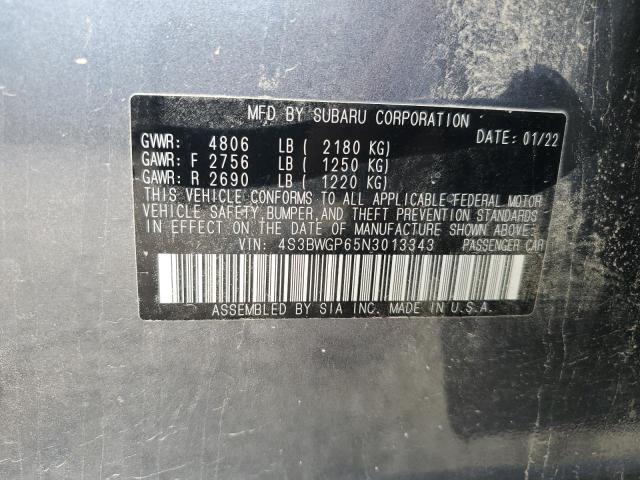 MFD. BY SUBARU CORPORATION
GVWR: 4806 LB ( 2180 KG) DATE: 01/22
GAWR: F 2756 LB ( 1250 KG)
GAWR: R 2690 LB ( 1220 KG)
THIS VEHICLE CONFORMS TO ALL APPLICABLE FEDERAL MOTOR
VEHICLE SAFETY, BUMPER, AND THEFT PREVENTION STANDARDS
IN EFFECT ON THE DATE OF MANUFACTURE SHOWN ABOVE.
VIN: 4S3BWGP65N3013343 PASSENGER CAR
ASSEMBLED BY SIA INC. MADE IN U.S.A.